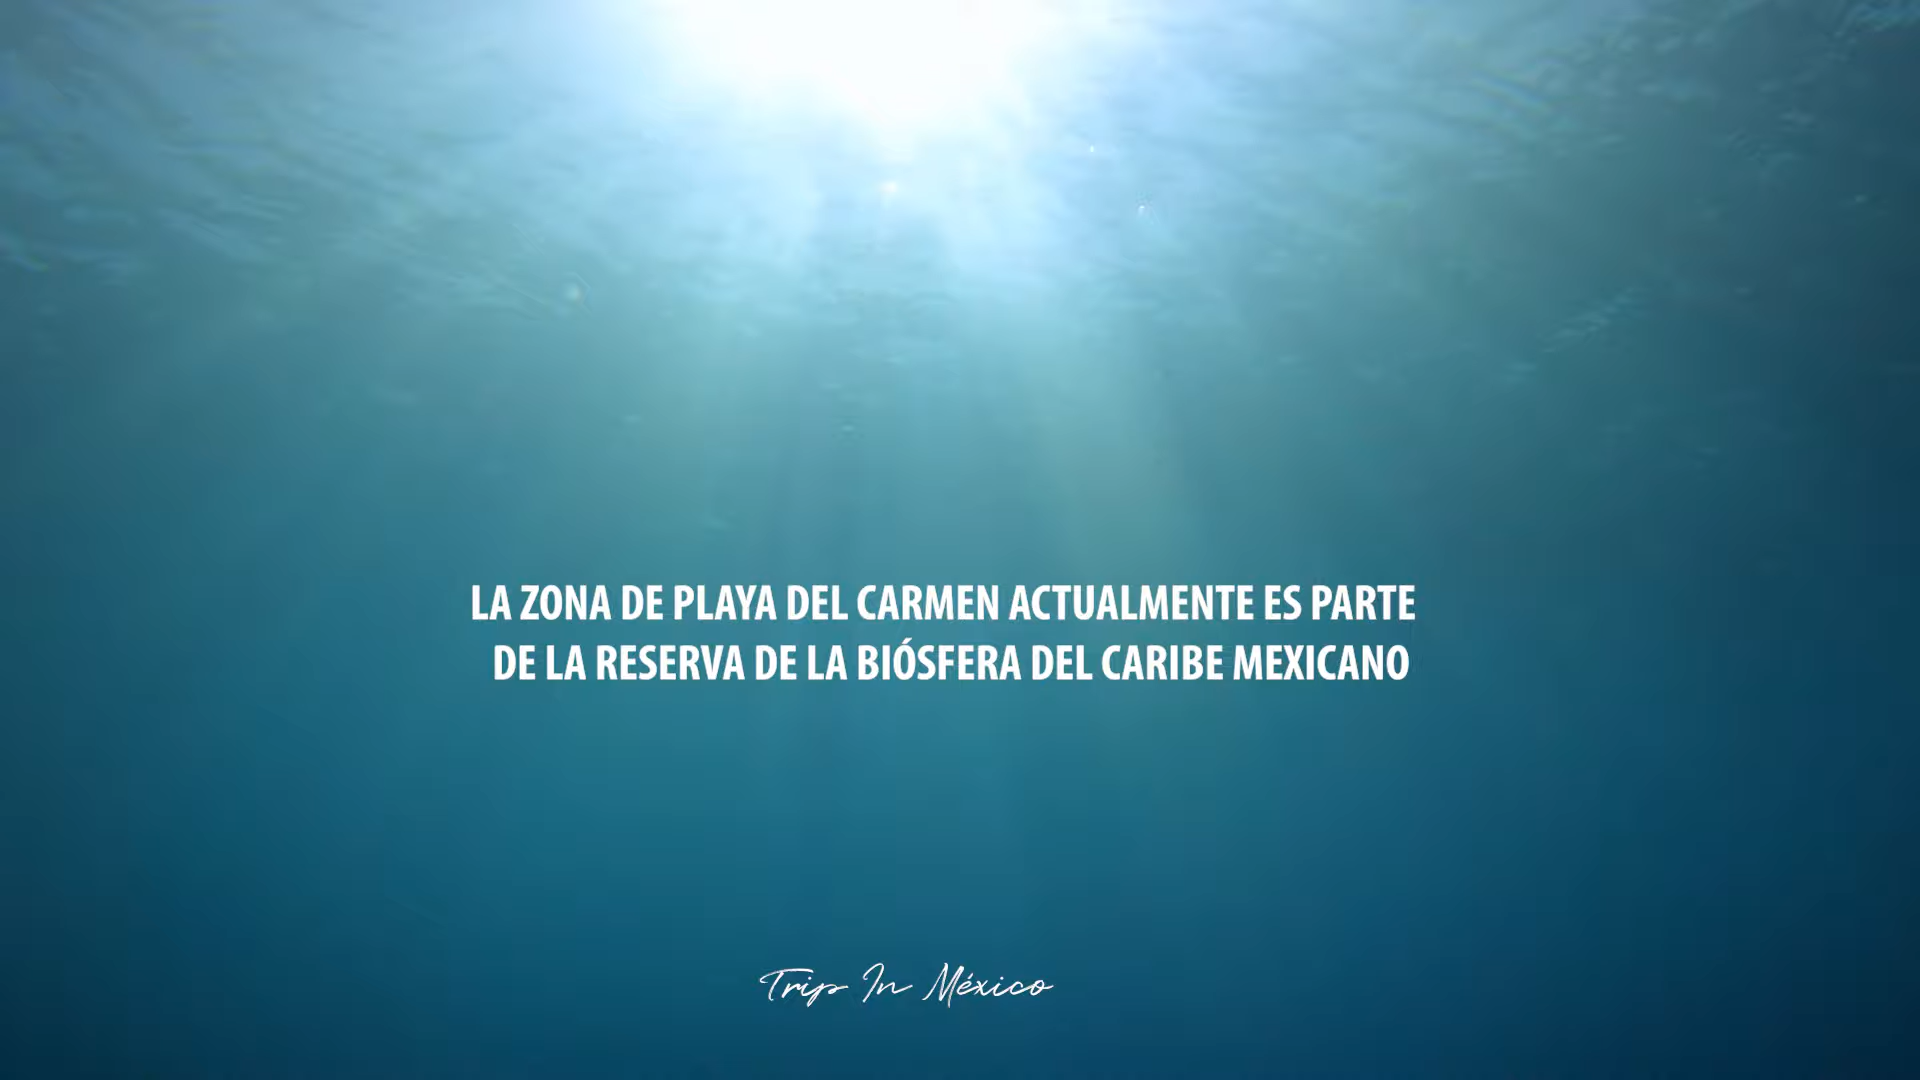 LA ZONA DE PLAYA DEL CARMEN ACTUALMENTE ES PARTE
DE LA RESERVA DE LA BIÓSFERA DEL CARIBE MEXICANO
Trip In México